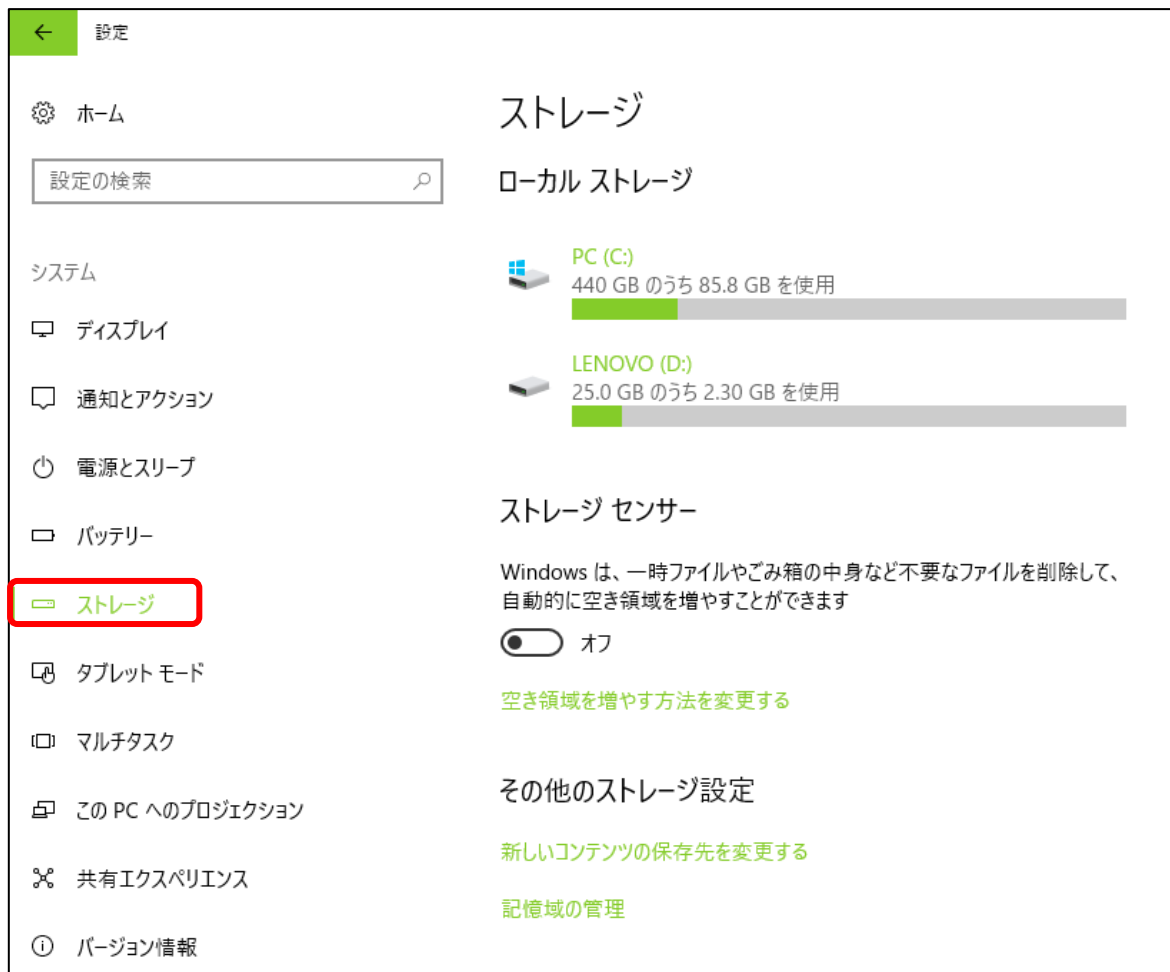 設定
ホーム
設定の検索
システム
ディスプレイ
通知とアクション
電源とスリープ
バッテリー
ストレージ
タブレット モード
マルチタスク
この PC へのプロジェクション
共有エクスペリエンス
バージョン情報
ストレージ
ローカル ストレージ
PC (C:)
440 GB のうち 85.8 GB を使用
LENOVO (D:)
25.0 GB のうち 2.30 GB を使用
ストレージ センサー
Windows は、一時ファイルやごみ箱の中身など不要なファイルを削除して、
自動的に空き領域を増やすことができます
オフ
空き領域を増やす方法を変更する
その他のストレージ設定
新しいコンテンツの保存先を変更する
記憶域の管理